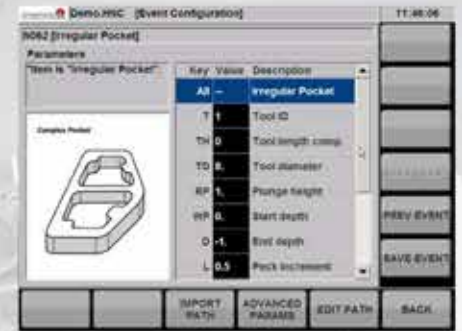 Demo.HNC [Event Configuration] 11:46:06
N062 [Irregular Pocket]
Parameters
"Item is "Irregular Pocket".
Key Value Description
All -- Irregular Pocket
T 1 Tool ID
TH 0 Tool length comp.
TD 8. Tool diameter
RP 1. Plunge height
WP 0. Start depth
D -1. End depth
L 0.5 Peck increment
Complex Pocket
PREV EVENT
SAVE EVENT
IMPORT PATH
ADVANCED PARAMS
EDIT PATH
BACK